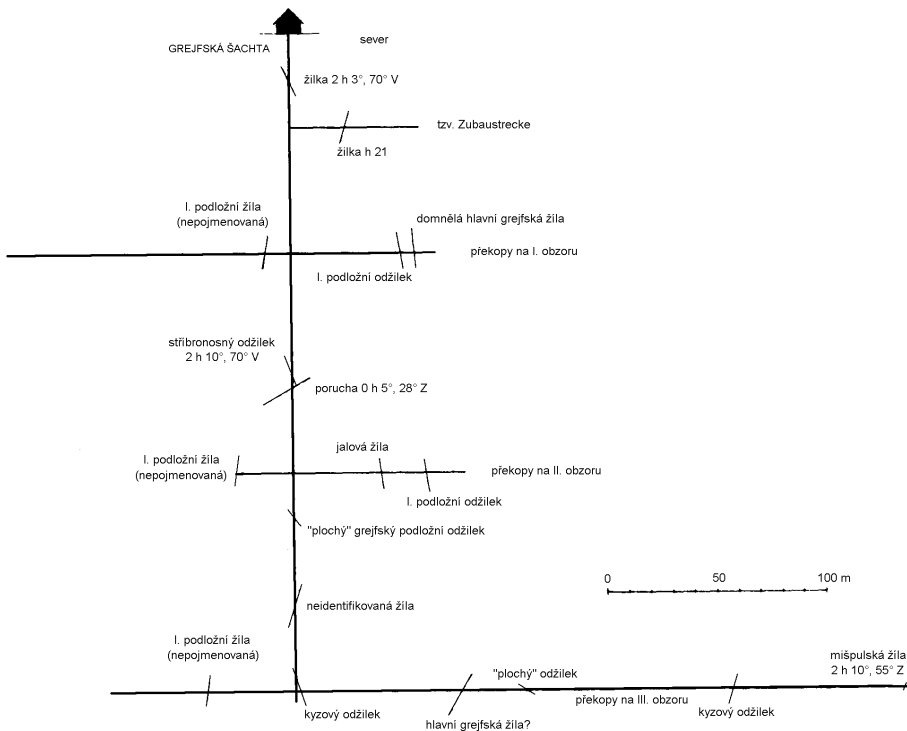 sever
GREJFSKÁ ŠACHTA
žilka 2 h 3°, 70° V
tzv. Zubaustrecke
žilka h 21
I. podložní žíla
(nepojmenovaná)
domnělá hlavní grejfská žíla
překopy na I. obzoru
I. podložní odžilek
stříbronosný odžilek
2 h 10°, 70° V
porucha 0 h 5°, 28° Z
jalová žíla
I. podložní žíla
(nepojmenovaná)
překopy na II. obzoru
I. podložní odžilek
"plochý" grejfský podložní odžilek
0 50 100 m
neidentifikovaná žíla
I. podložní žíla
(nepojmenovaná)
mišpulská žíla
2 h 10°, 55° Z
"plochý" odžilek
překopy na III. obzoru
kyzový odžilek
hlavní grejfská žíla?
kyzový odžilek